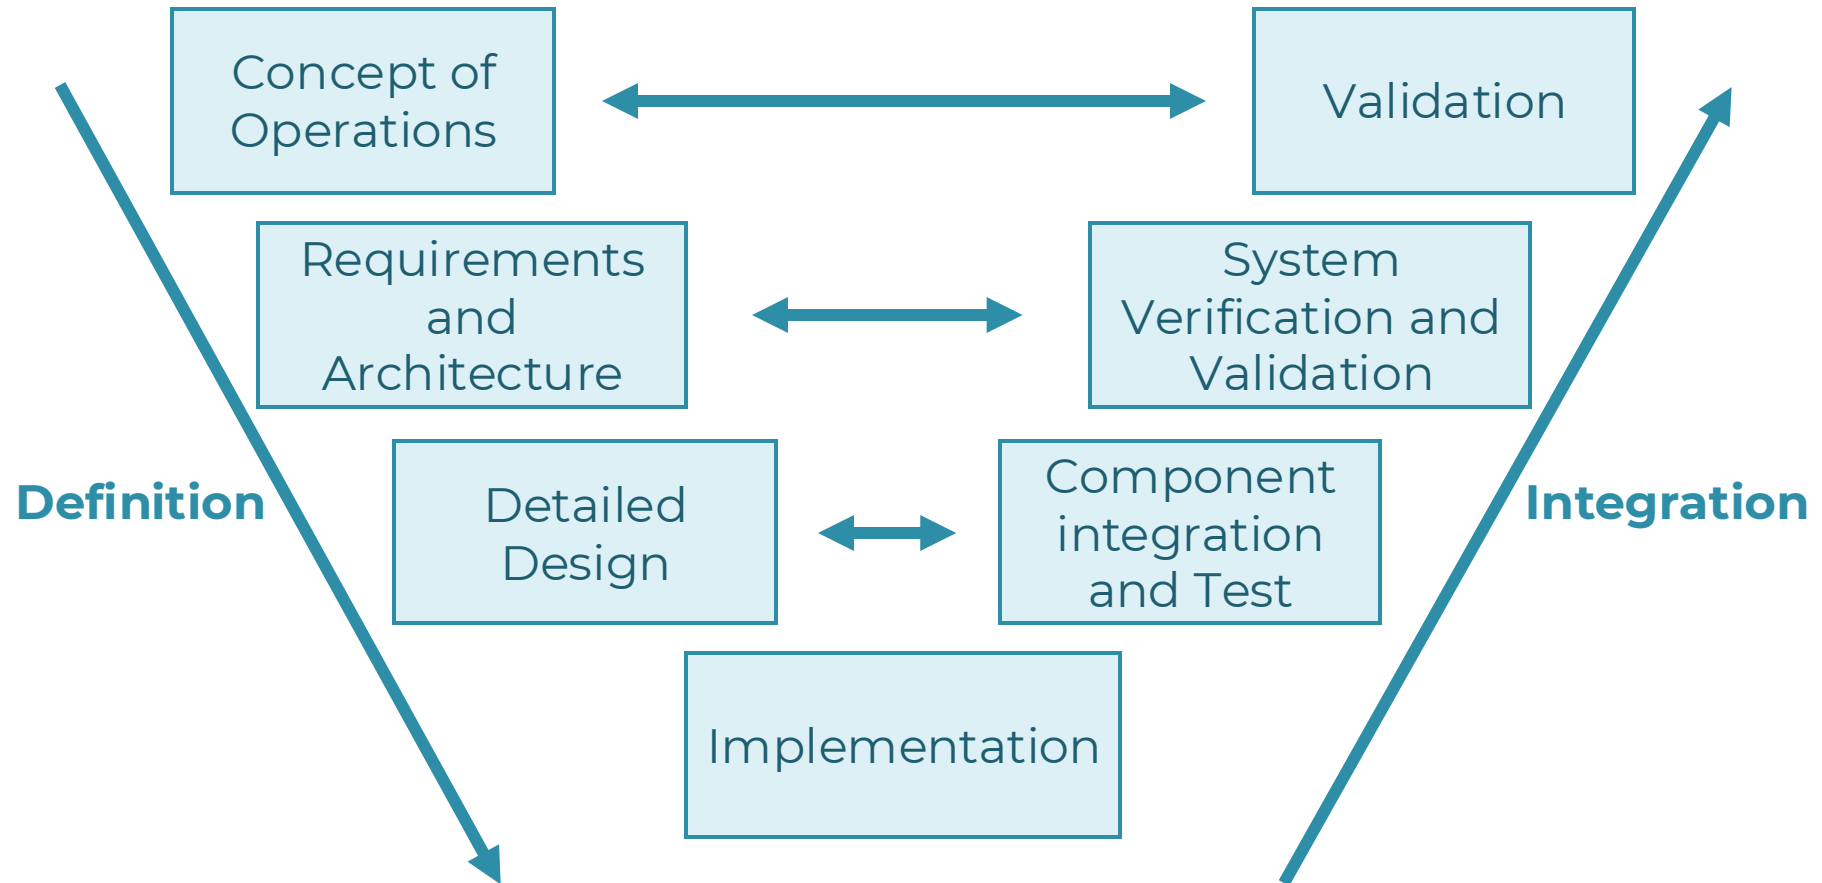 Concept of
Operations
Validation
Requirements
and
Architecture
System
Verification and
Validation
Definition
Detailed
Design
Component
integration
and Test
Integration
Implementation